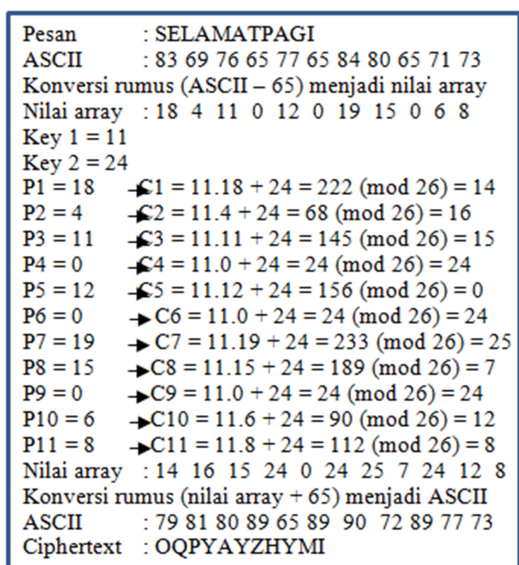 Pesan : SELAMATPAGI
ASCII : 83 69 76 65 77 65 84 80 65 71 73
Konversi rumus (ASCII – 65) menjadi nilai array
Nilai array : 18 4 11 0 12 0 19 15 0 6 8
Key 1 = 11
Key 2 = 24
P1 = 18 → C1 = 11.18 + 24 = 222 (mod 26) = 14
P2 = 4 → C2 = 11.4 + 24 = 68 (mod 26) = 16
P3 = 11 → C3 = 11.11 + 24 = 145 (mod 26) = 15
P4 = 0 → C4 = 11.0 + 24 = 24 (mod 26) = 24
P5 = 12 → C5 = 11.12 + 24 = 156 (mod 26) = 0
P6 = 0 → C6 = 11.0 + 24 = 24 (mod 26) = 24
P7 = 19 → C7 = 11.19 + 24 = 233 (mod 26) = 25
P8 = 15 → C8 = 11.15 + 24 = 189 (mod 26) = 7
P9 = 0 → C9 = 11.0 + 24 = 24 (mod 26) = 24
P10 = 6 → C10 = 11.6 + 24 = 90 (mod 26) = 12
P11 = 8 → C11 = 11.8 + 24 = 112 (mod 26) = 8
Nilai array : 14 16 15 24 0 24 25 7 24 12 8
Konversi rumus (nilai array + 65) menjadi ASCII
ASCII : 79 81 80 89 65 89 90 72 89 77 73
Ciphertext : OQPYAYZHYMI